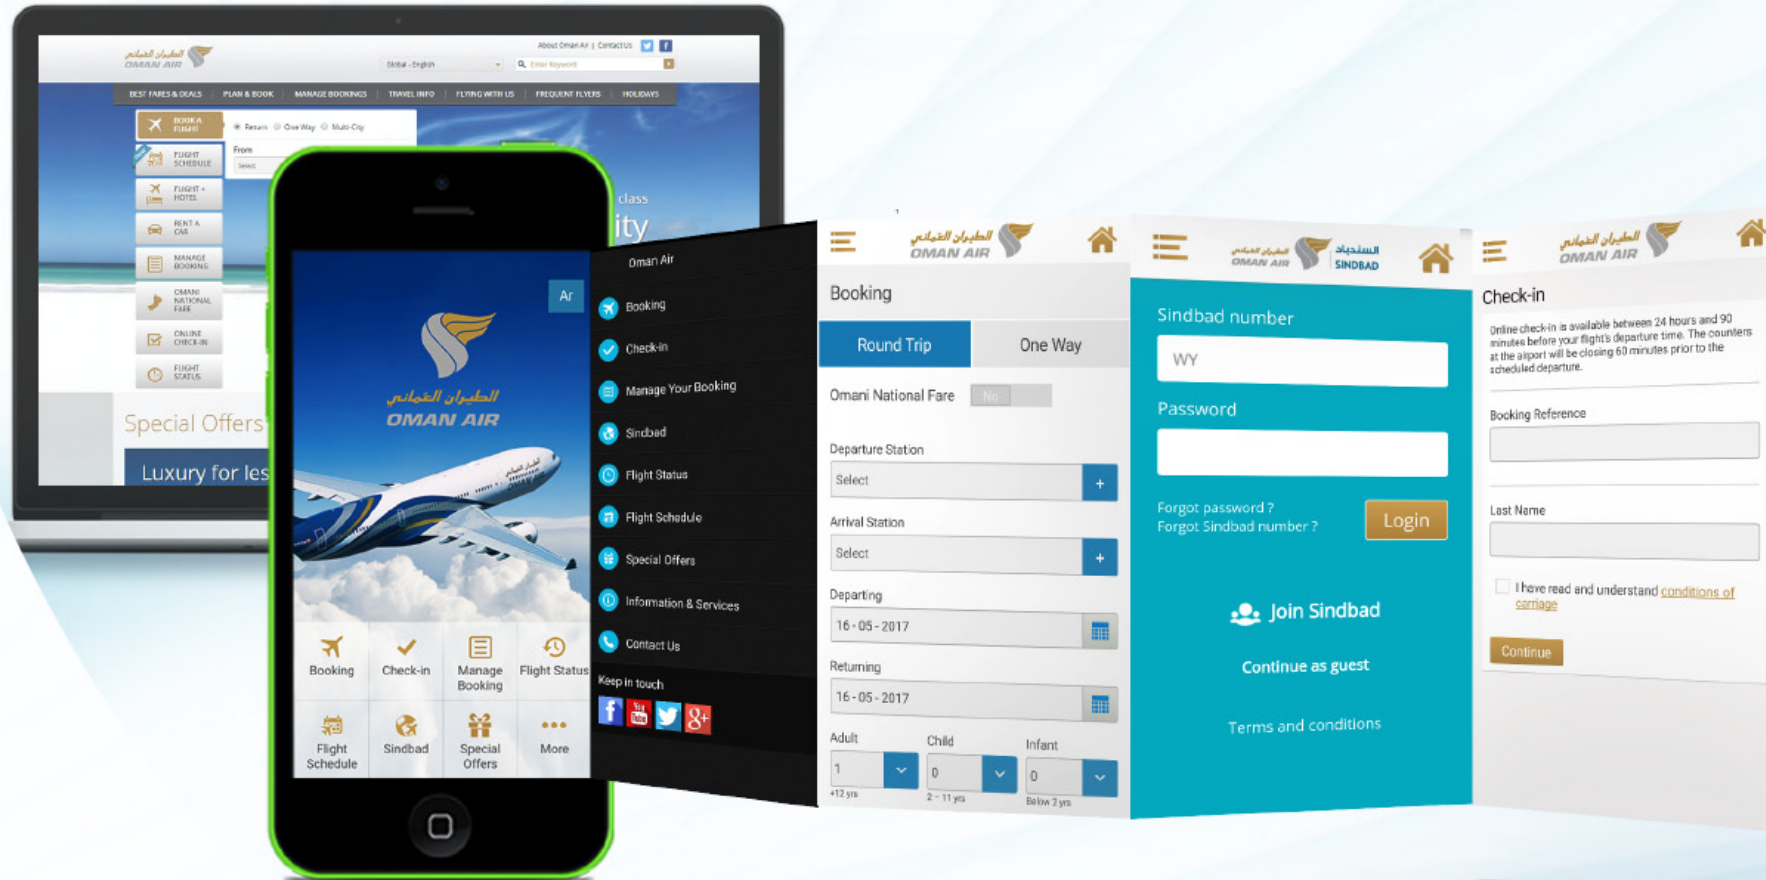 الطيران العماني
OMAN AIR
About Oman Air | Contact Us
Global - English
Enter Keyword
BEST FARES & DEALS
PLAN & BOOK
MANAGE BOOKINGS
TRAVEL INFO
FLYING WITH US
FREQUENT FLYERS
HOLIDAYS
BOOK A
FLIGHT
Return
One Way
Multi-City
From
Select
FLIGHT
SCHEDULE
FLIGHT +
HOTEL
RENT A
CAR
MANAGE
BOOKING
OMANI
NATIONAL
FARE
ONLINE
CHECK-IN
FLIGHT
STATUS
class
ity
Special Offers
Luxury for les
Ar
الطيران العماني
OMAN AIR
الطيران العماني
OMAN AIR
Booking
Check-in
Manage
Booking
Flight Status
Flight
Schedule
Sindbad
Special
Offers
More
Oman Air
Booking
Check-in
Manage Your Booking
Sindbad
Flight Status
Flight Schedule
Special Offers
Information & Services
Contact Us
Keep in touch
f
You
Tube
g+
الطيران العماني
OMAN AIR
Booking
Round Trip
One Way
Omani National Fare
No
Departure Station
Select
+
Arrival Station
Select
+
Departing
16 - 05 - 2017
Returning
16 - 05 - 2017
Adult
Child
Infant
1
0
0
+12 yrs
2 - 11 yrs
Below 2 yrs
الطيران العماني
OMAN AIR
السندباد
SINDBAD
Sindbad number
WY
Password
Forgot password ?
Forgot Sindbad number ?
Login
Join Sindbad
Continue as guest
Terms and conditions
الطيران العماني
OMAN AIR
Check-in
Online check-in is available between 24 hours and 90
minutes before your flight's departure time. The counters
at the airport will be closing 60 minutes prior to the
scheduled departure.
Booking Reference
Last Name
I have read and understand conditions of
carriage
Continue